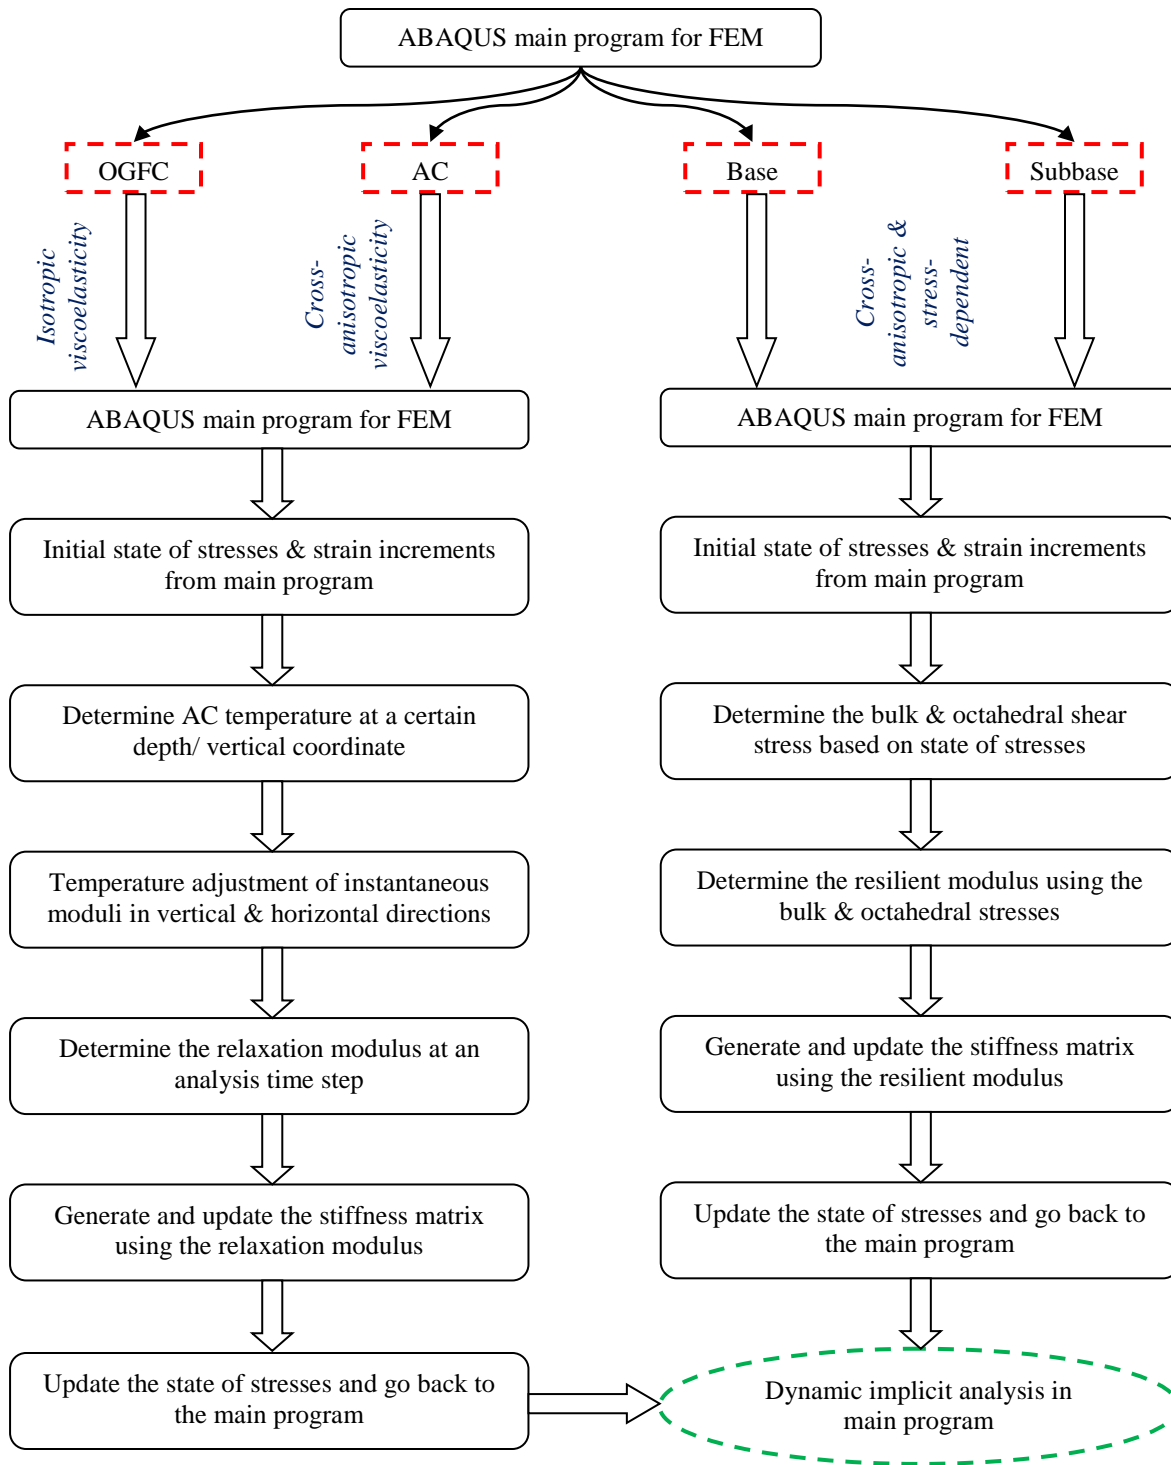 ABAQUS main program for FEM
OGFC
AC
Base
Subbase
Isotropic
viscoelasticity
Cross-
anisotropic
viscoelasticity
Cross-
anisotropic &
stress-
dependent
ABAQUS main program for FEM
Initial state of stresses & strain increments
from main program
Determine AC temperature at a certain
depth/ vertical coordinate
Temperature adjustment of instantaneous
moduli in vertical & horizontal directions
Determine the relaxation modulus at an
analysis time step
Generate and update the stiffness matrix
using the relaxation modulus
Update the state of stresses and go back to
the main program
ABAQUS main program for FEM
Initial state of stresses & strain increments
from main program
Determine the bulk & octahedral shear
stress based on state of stresses
Determine the resilient modulus using the
bulk & octahedral stresses
Generate and update the stiffness matrix
using the resilient modulus
Update the state of stresses and go back to
the main program
Dynamic implicit analysis in
main program